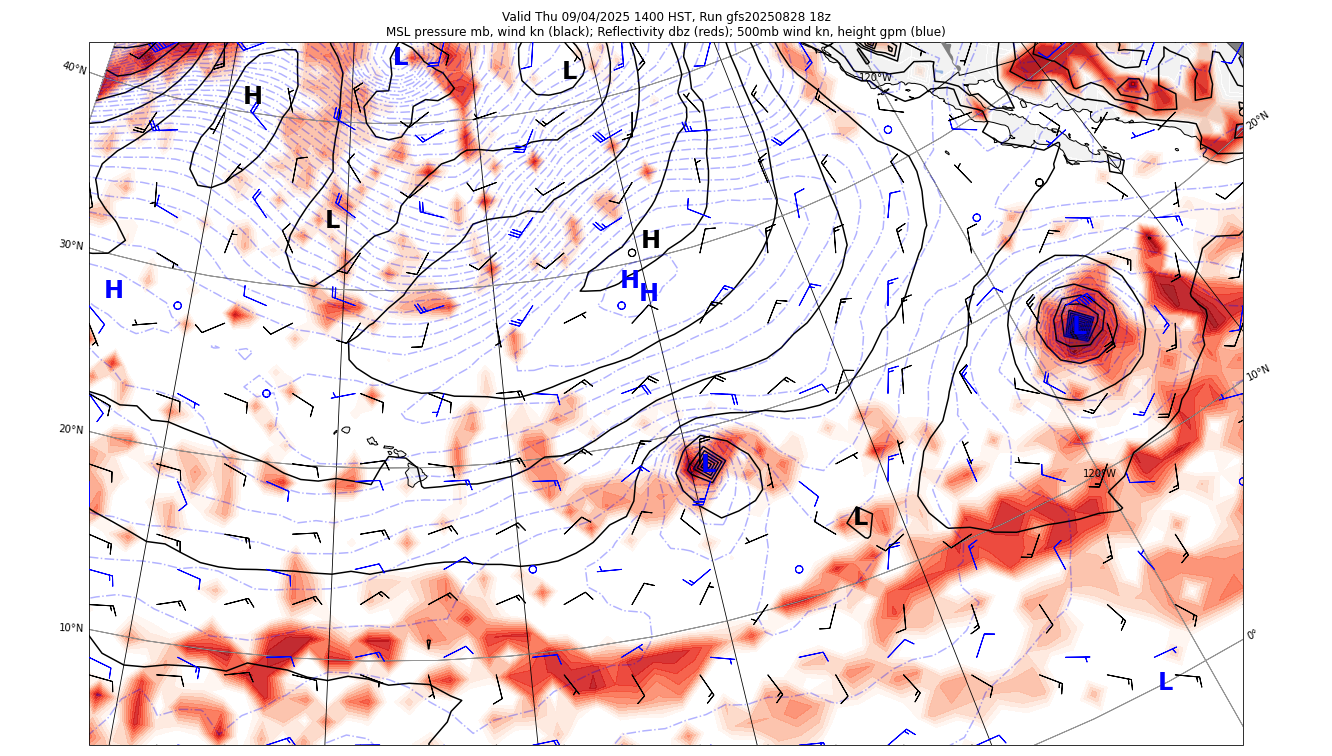 Valid Thu 09/04/2025 1400 HST, Run gfs20250828 18z
MSL pressure mb, wind kn (black); Reflectivity dbz (reds); 500mb wind kn, height gpm (blue)
L
L
40°N
120°W
H
20°N
L
H
30°N
H
H
H
L
10°N
20°N
L
120°W
L
10°N
0°
L